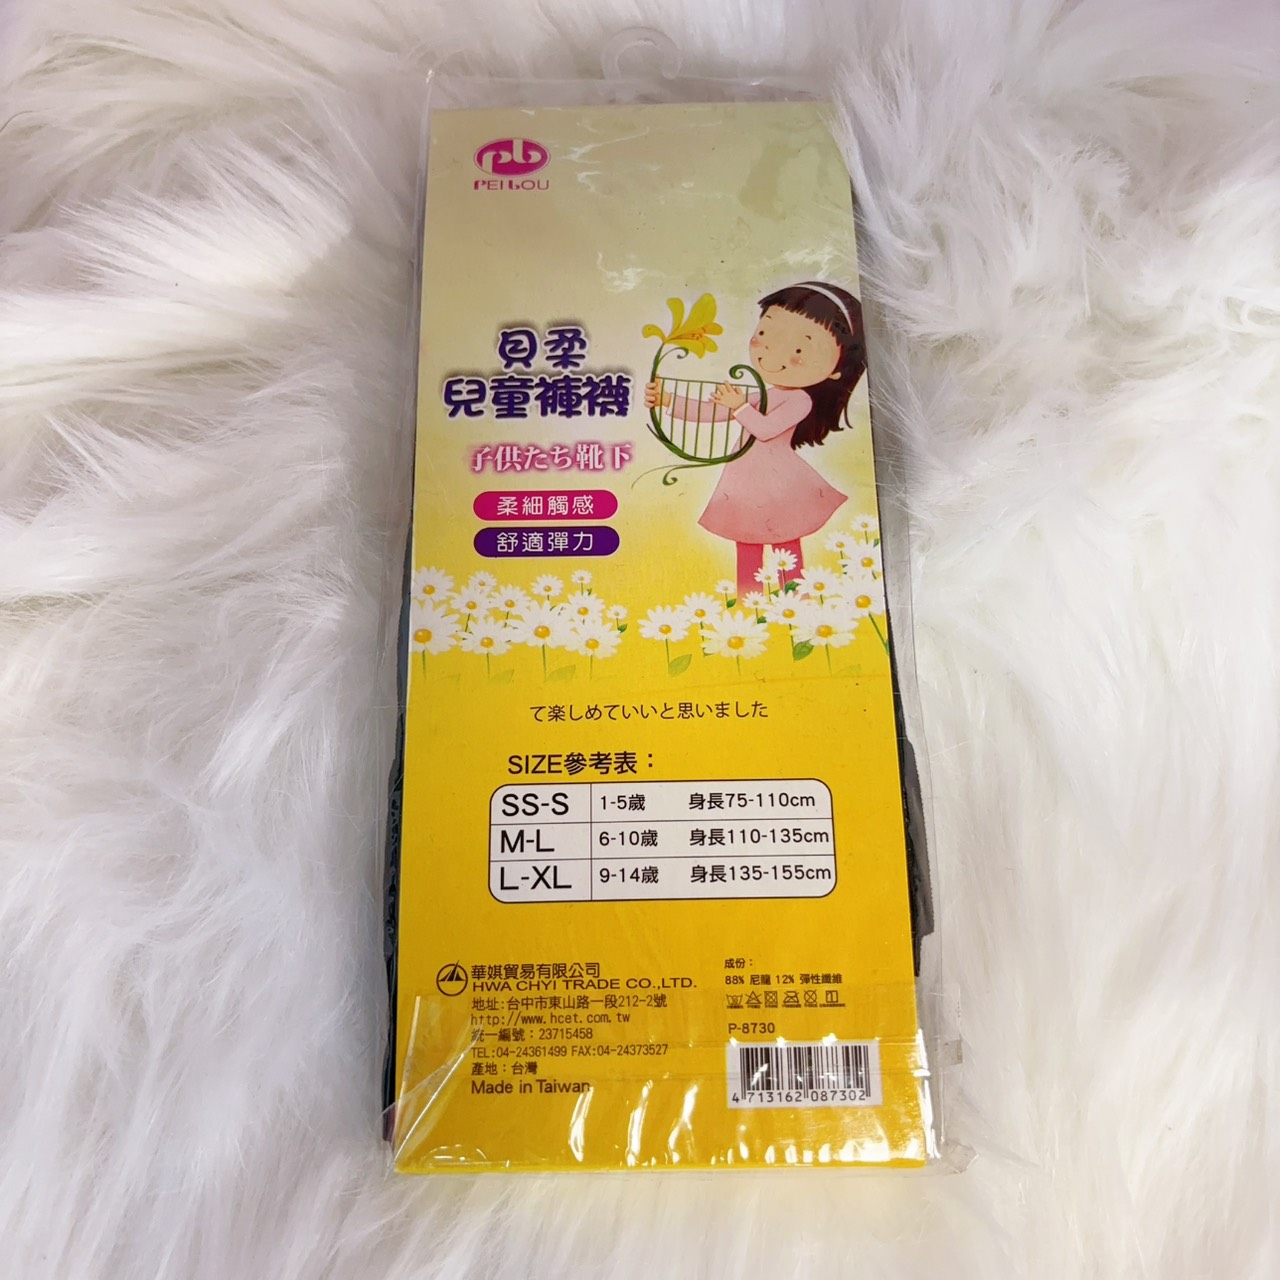 pb
PEIBOU
貝柔
兒童褲襪
子供たち靴下
柔細觸感
舒適彈力
て楽しめていいと思いました
SIZE參考表：
SS-S 1-5歲 身長75-110cm
M-L 6-10歲 身長110-135cm
L-XL 9-14歲 身長135-155cm
華娸貿易有限公司
HWA CHYI TRADE CO.,LTD.
地址:台中市東山路一段212-2號
http://www.hcet.com.tw
統一編號：23715458
TEL:04-24361499 FAX:04-24373527
產地：台灣
Made in Taiwan
成份：
88% 尼龍 12% 彈性纖維
P-8730
4 713162 087302